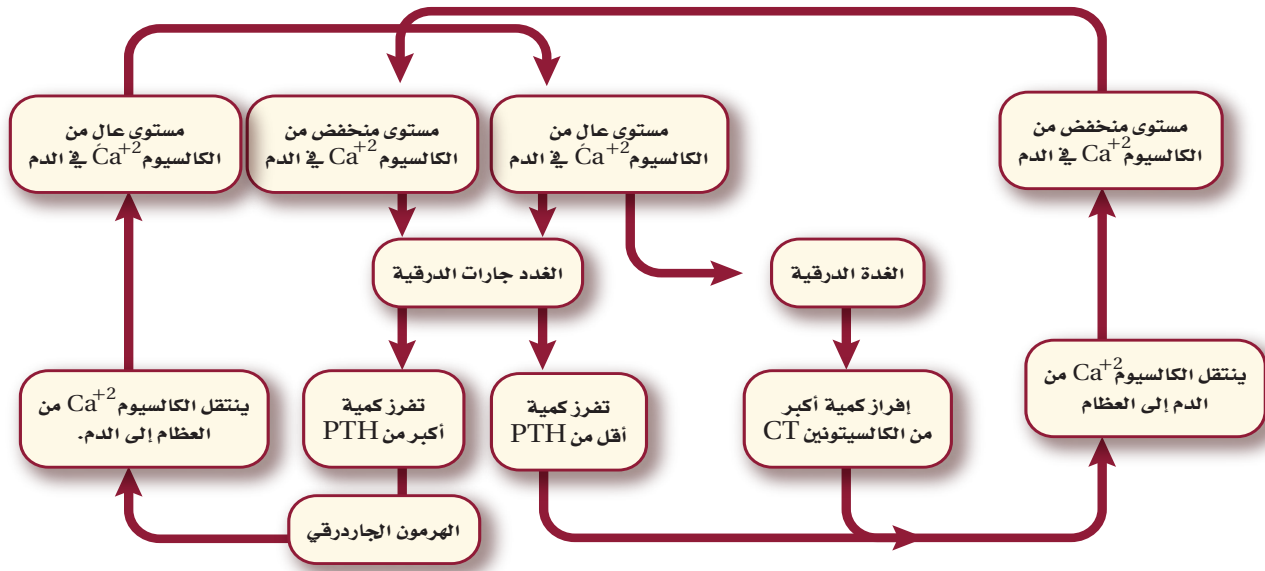 مستوى منخفض من
الكالسيوم Ca+2 في الدم
مستوى عال من
الكالسيوم Ca+2 في الدم
مستوى منخفض من
الكالسيوم Ca+2 في الدم
مستوى عال من
الكالسيوم Ca+2 في الدم
الغدة الدرقية
الغدد جارات الدرقية
ينتقل الكالسيوم Ca+2 من
الدم إلى العظام
إفراز كمية أكبر
من الكالسيتونين CT
تفرز كمية
أقل من PTH
تفرز كمية
أكبر من PTH
ينتقل الكالسيوم Ca+2 من
العظام إلى الدم.
الهرمون الجاردرقي